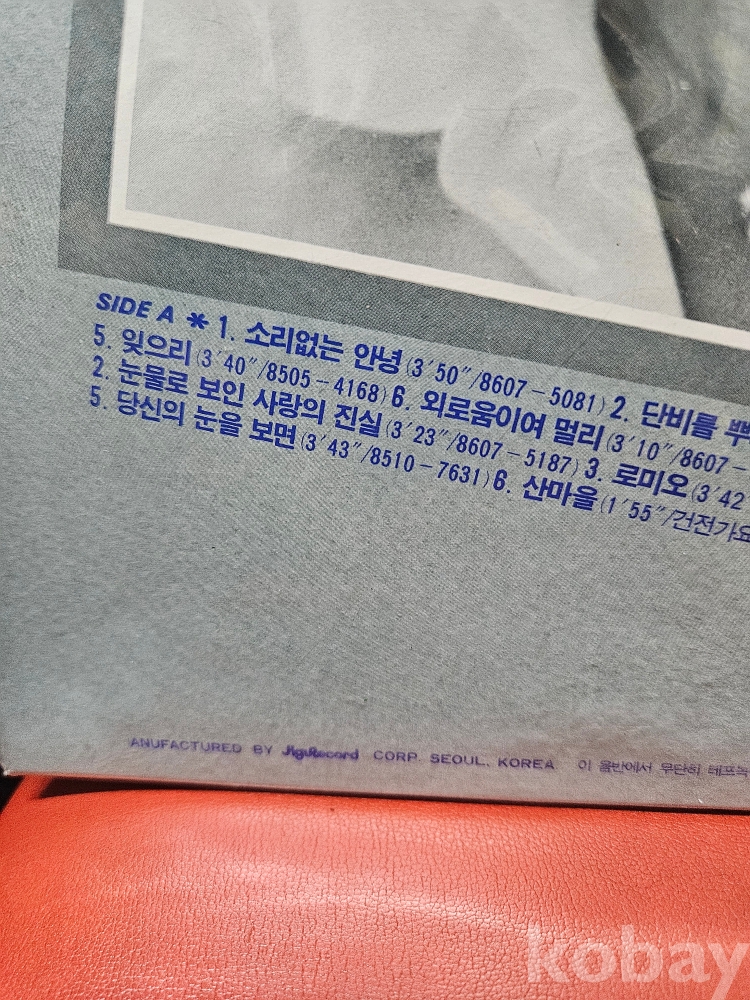 SIDE A * 1. 소리없는 안녕 (3′50″/8607-5081) 2. 단비를 뿌
5. 잊으리 (3′40″/8505-4168) 6. 외로움이여 멀리 (3′10″/8607-
2. 눈물로 보인 사랑의 진실 (3′23″/8607-5187) 3. 로미오 (3′42
5. 당신의 눈을 보면 (3′43″/8510-7631) 6. 산마을 (1′55″/건전가요
ANUFACTURED BY JiguRecord CORP. SEOUL, KOREA 이 음반에서 무단히 테프녹
kobay